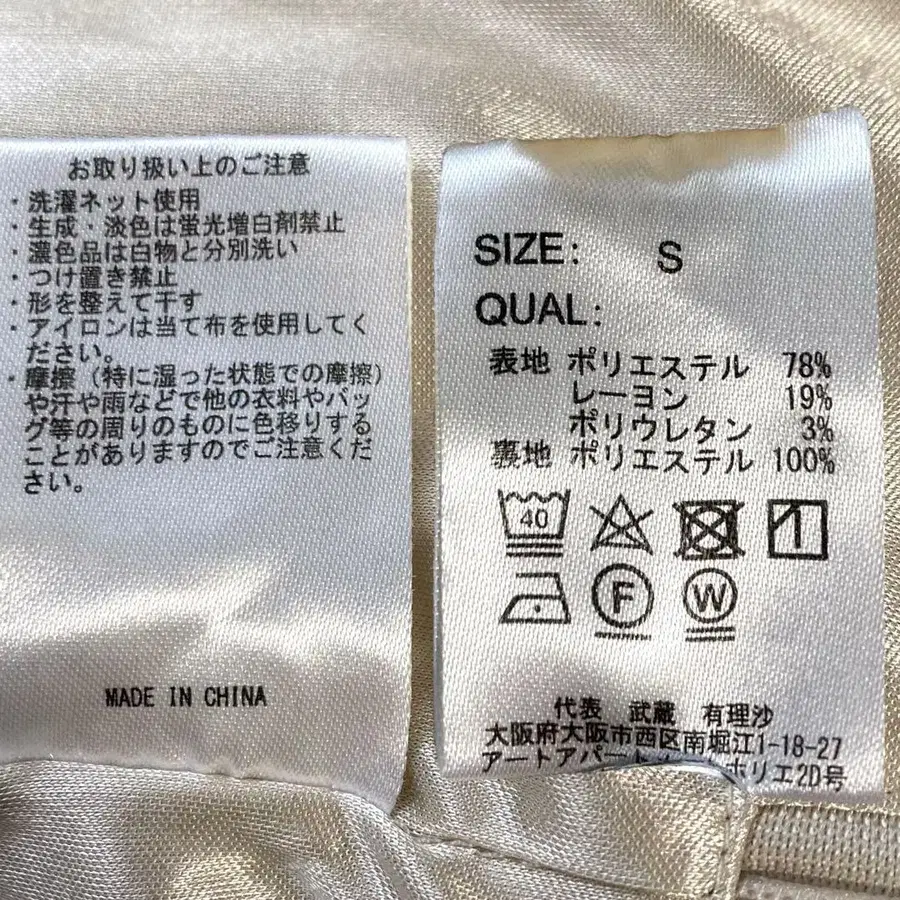 お取り扱い上のご注意
・洗濯ネット使用
・生成・淡色は蛍光増白剤禁止
・濃色品は白物と分別洗い
・つけ置き禁止
・形を整えて干す
・アイロンは当て布を使用してく
ださい。
・摩擦(特に湿った状態での摩擦)
や汗や雨などで他の衣料やバッ
グ等の周りのものに色移りする
ことがありますのでご注意くだ
さい。
MADE IN CHINA
SIZE: S
QUAL:
表地 ポリエステル 78%
レーヨン 19%
ポリウレタン 3%
裏地 ポリエステル 100%
40
F
W
代表 武蔵 有理沙
大阪府大阪市西区南堀江1-18-27
アートアパート ホリエ2D号